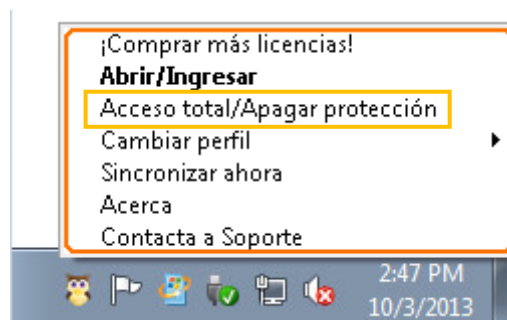 ¡Comprar más licencias!
Abrir/Ingresar
Acceso total/Apagar protección
Cambiar perfil
Sincronizar ahora
Acerca
Contacta a Soporte
2:47 PM
10/3/2013